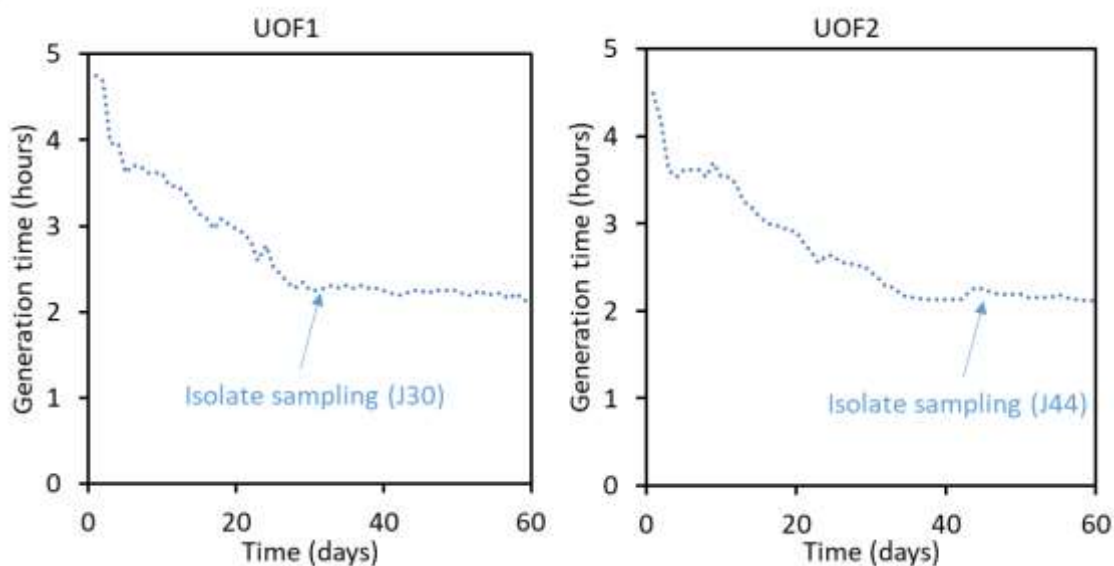 UOF1
Generation time (hours)
5
4
3
2
1
0
Isolate sampling (J30)
0 20 40 60
Time (days)
UOF2
Generation time (hours)
5
4
3
2
1
0
Isolate sampling (J44)
0 20 40 60
Time (days)